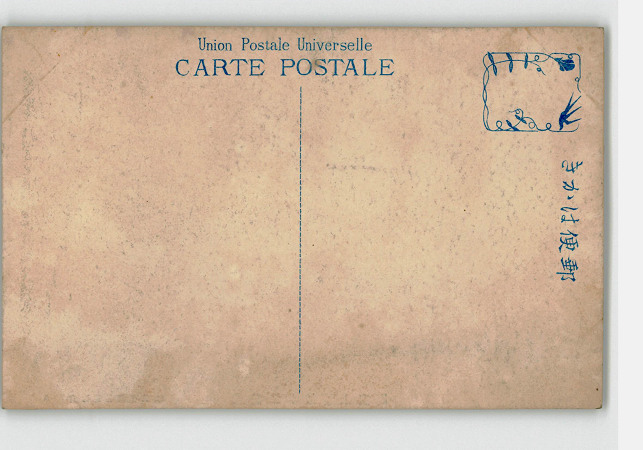 Union Postale Universelle
CARTE POSTALE
きかは便郵